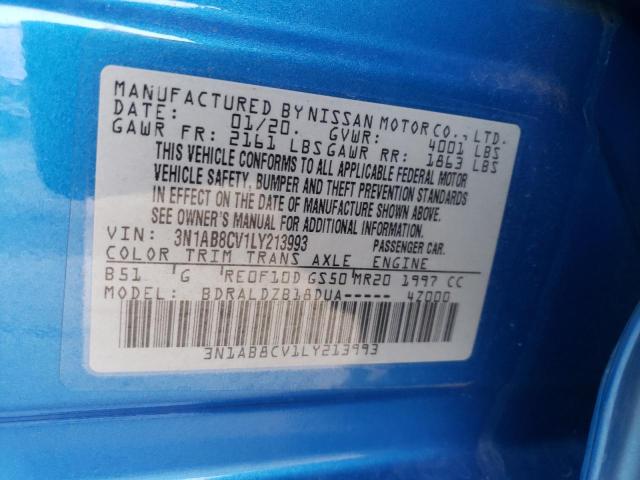 MANUFACTURED BY NISSAN MOTOR CO., LTD.
DATE: 01/20. GVWR: 4001 LBS
GAWR FR: 2161 LBS GAWR RR: 1863 LBS
THIS VEHICLE CONFORMS TO ALL APPLICABLE FEDERAL MOTOR
VEHICLE SAFETY, BUMPER AND THEFT PREVENTION STANDARDS
IN EFFECT ON THE DATE OF MANUFACTURE SHOWN ABOVE.
SEE OWNER'S MANUAL FOR ADDITIONAL INFORMATION.
VIN: 3N1AB8CV1LY213993 PASSENGER CAR.
COLOR TRIM TRANS AXLE ENGINE
B51 G RE0F10D GS50 MR20 1997 CC
MODEL: BDRALDZB18DUA------ 4Z000
3N1AB8CV1LY213993